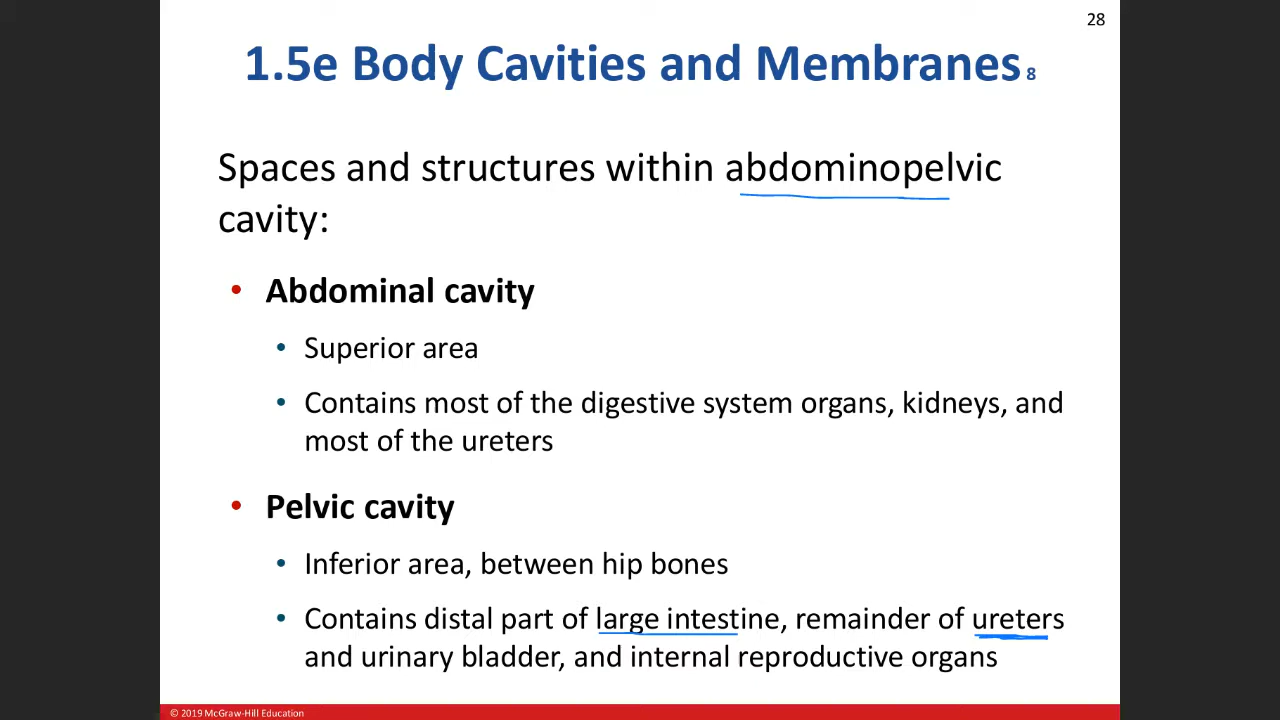 28
1.5e Body Cavities and Membranes 8
Spaces and structures within abdominopelvic
cavity:
• Abdominal cavity
• Superior area
• Contains most of the digestive system organs, kidneys, and
most of the ureters
• Pelvic cavity
• Inferior area, between hip bones
• Contains distal part of large intestine, remainder of ureters
and urinary bladder, and internal reproductive organs
© 2019 McGraw-Hill Education